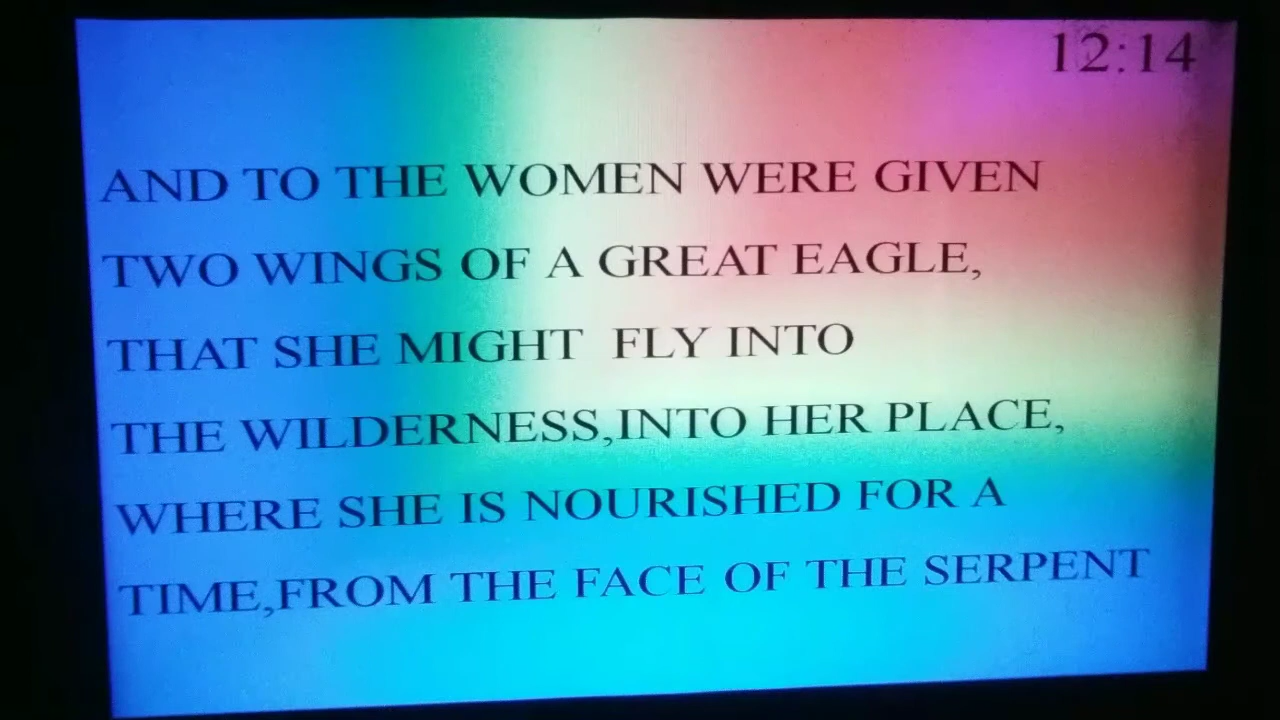 12:14
AND TO THE WOMEN WERE GIVEN
TWO WINGS OF A GREAT EAGLE,
THAT SHE MIGHT FLY INTO
THE WILDERNESS,INTO HER PLACE,
WHERE SHE IS NOURISHED FOR A
TIME,FROM THE FACE OF THE SERPENT